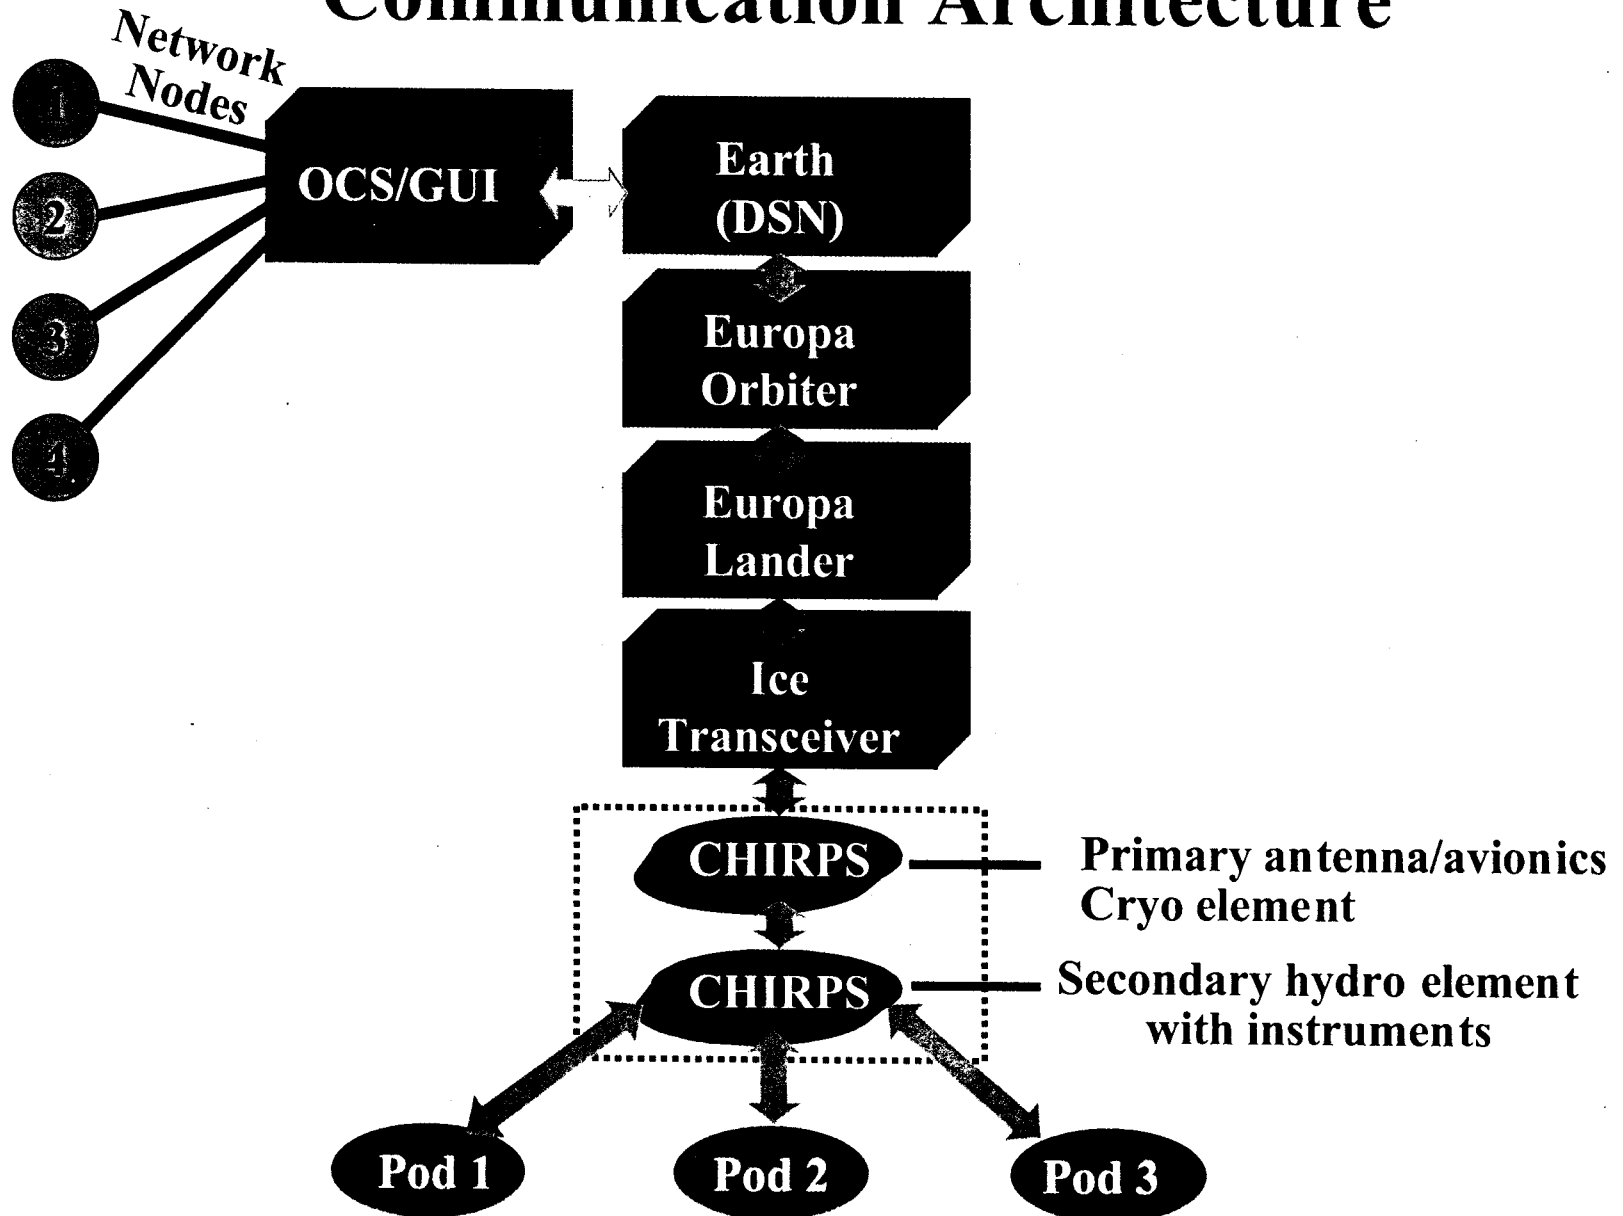 Communication Architecture
Network
Nodes
1
2
3
4
OCS/GUI
Earth
(DSN)
Europa
Orbiter
Europa
Lander
Ice
Transceiver
CHIRPS
Primary antenna/avionics
Cryo element
CHIRPS
Secondary hydro element
with instruments
Pod 1
Pod 2
Pod 3